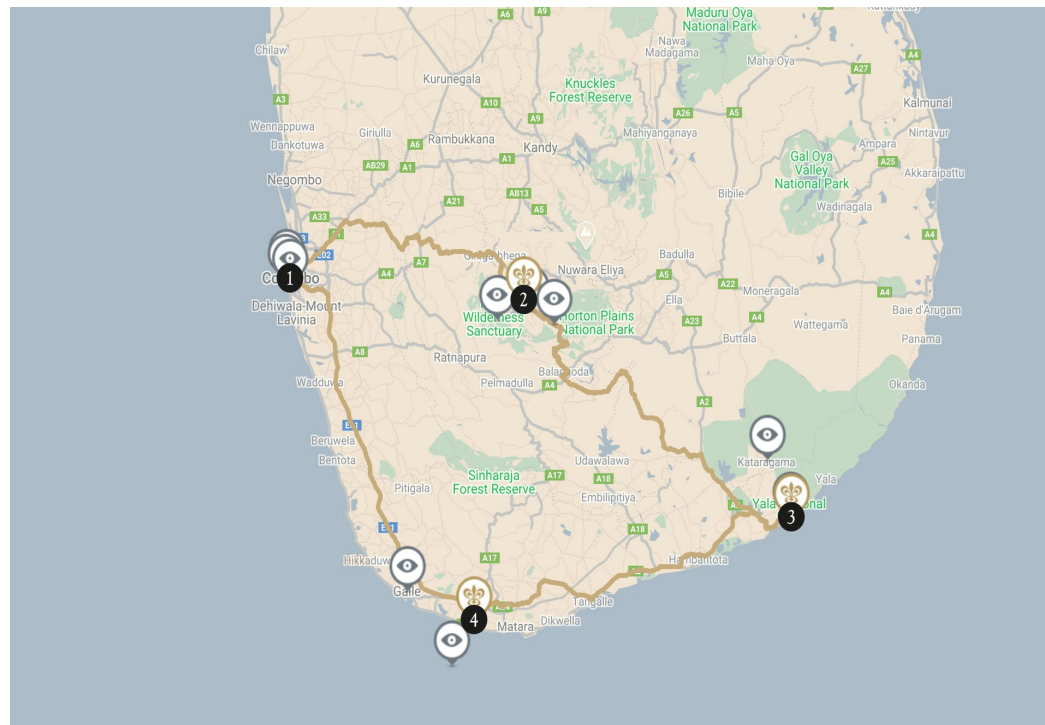 Maduru Oya
National Park
A6
A9
Nawa
Madagama
Chilaw
A4
Maha Oya
A27
Kurunegala
Knuckles
Forest Reserve
A3
A10
A26
A5
Kalmunai
A9
Wennappuwa
Giriulla
Rambukkana
Mahiyanganaya
Nintavur
Dankotuwa
A6
Kandy
Ampara
AB29
A1
A1
Gal Oya
Valley
National Park
A25
Akkaraipattu
Negombo
AB13
Bibile
A21
A5
Wadinagala
A33
A4
Badulla
A7
Nuwara Eliya
A4
A5
1
2
A22
Moneragala
A4
Dehiwala-Mount
Lavinia
Ella
Baie d'Arugam
Wilderness
Sanctuary
Horton Plains
National Park
A4
A23
Wattegama
Buttala
Panama
A8
Ratnapura
Pelmadulla
A4
Okanda
Wadduwa
A2
Beruwela
Bentota
Udawalawa
Kataragama
Sinharaja
Forest Reserve
A17
A18
Yala
Pitigala
Embilipitiya
3
A18
Hikkaduw
A17
Hambantota
Galle
Tangalle
4
Matara
Dikwella